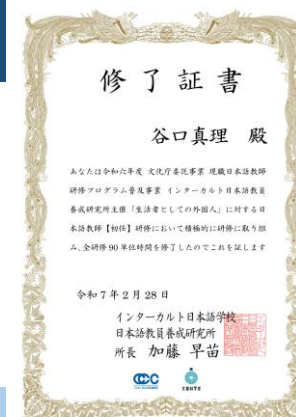 修了証書
谷口真理 殿
あなたは令和六年度 文化庁委託事業 現職日本語教師
研修プログラム普及事業 インターカルト日本語教員
養成研究所主催「生活者としての外国人」に対する日
本語教師【初任】研修において積極的に研修に取り組
み、全研修90単位時間を修了したのでこれを証します
令和7年2月28日
インターカルト日本語学校
日本語教員養成研究所
所長 加藤 早苗